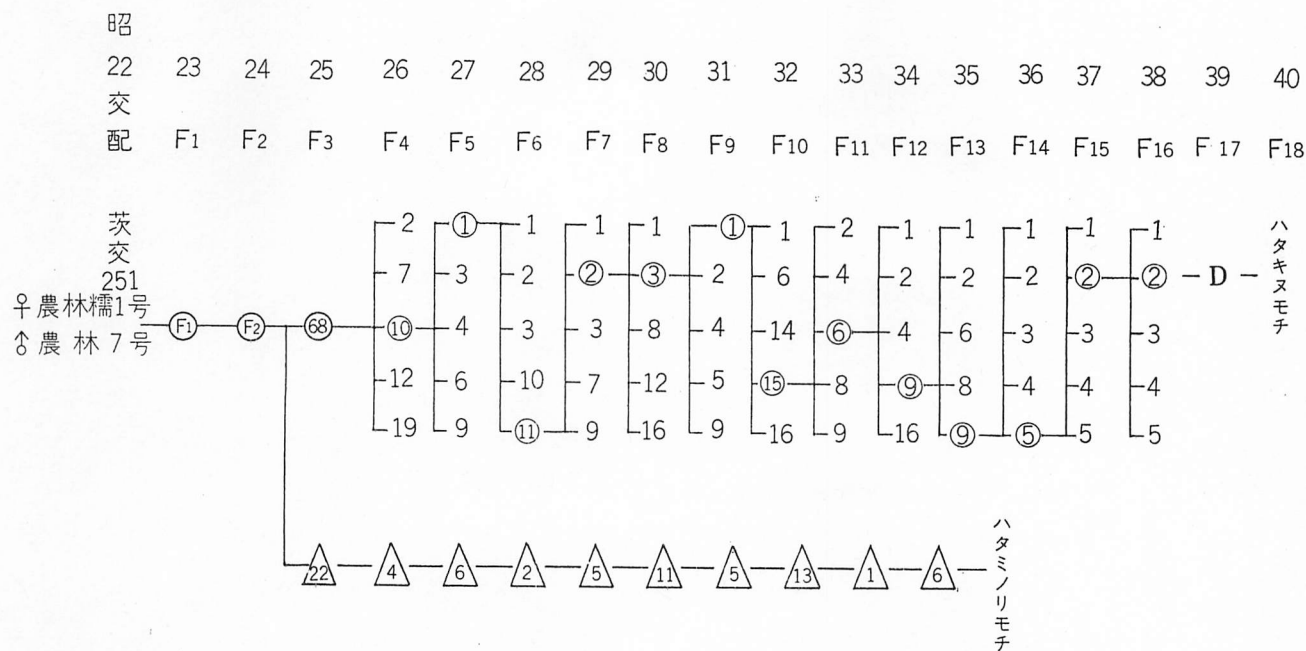 昭
22 23 24 25 26 27 28 29 30 31 32 33 34 35 36 37 38 39 40
交
配 F1 F2 F3 F4 F5 F6 F7 F8 F9 F10 F11 F12 F13 F14 F15 F16 F17 F18
茨
交
251
♀農林糯1号
♂農林7号
F1 F2 68
2 ① 1 1 1 ① 1 2 1 1 1 1 1
7 3 2 ② ③ 2 6 4 2 2 2 ② ② D
⑩ 4 3 3 8 4 14 ⑥ 4 6 3 3 3
12 6 10 7 12 5 ⑮ 8 ⑨ 8 4 4 4
19 9 ⑪ 9 16 9 16 9 16 ⑨ ⑤ 5 5
ハタキヌモチ
22 4 6 2 5 11 5 13 1 6
ハタミノリモチ